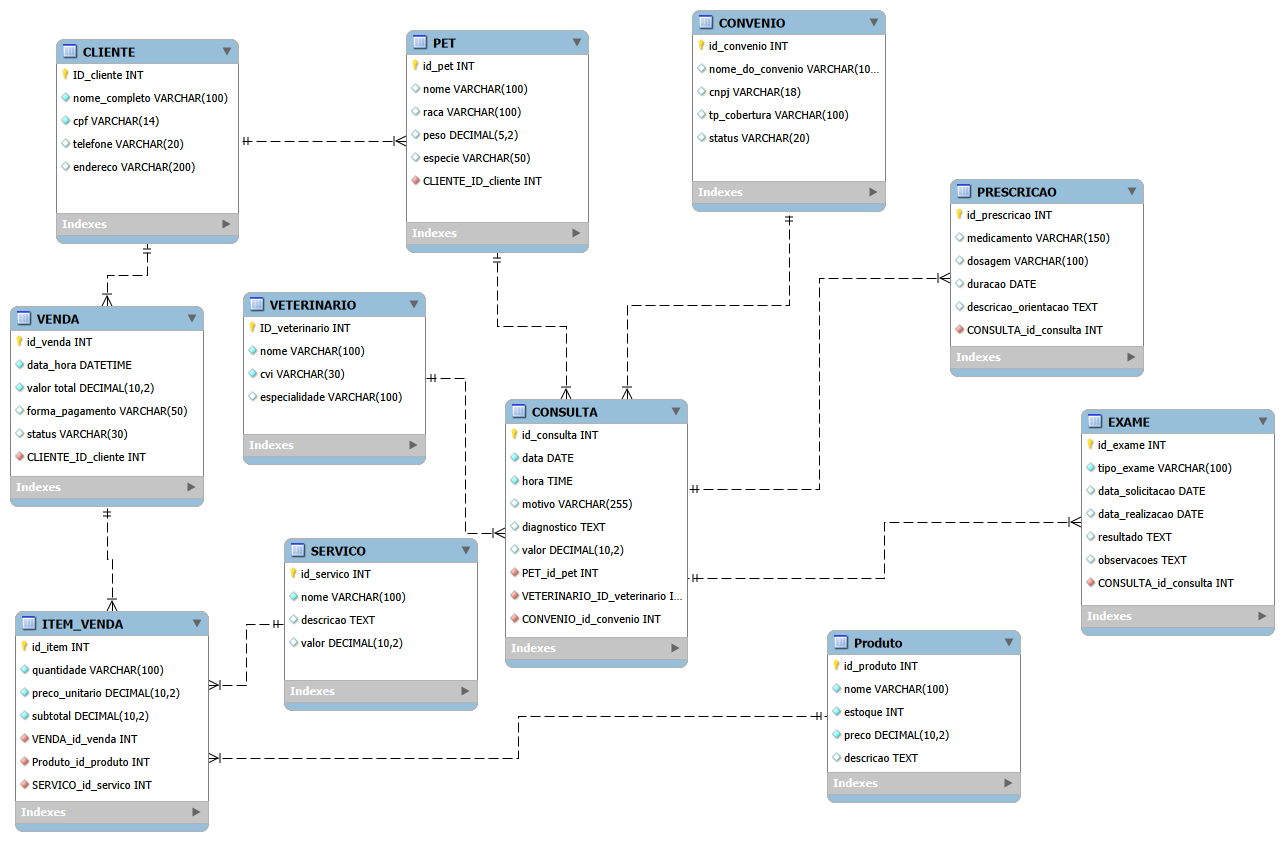 CLIENTE
ID_cliente INT
nome_completo VARCHAR(100)
cpf VARCHAR(14)
telefone VARCHAR(20)
endereco VARCHAR(200)
Indexes
PET
id_pet INT
nome VARCHAR(100)
raca VARCHAR(100)
peso DECIMAL(5,2)
especie VARCHAR(50)
CLIENTE_ID_cliente INT
Indexes
CONVENIO
id_convenio INT
nome_do_convenio VARCHAR(10...
cnpj VARCHAR(18)
tp_cobertura VARCHAR(100)
status VARCHAR(20)
Indexes
PRESCRICAO
id_prescricao INT
medicamento VARCHAR(150)
dosagem VARCHAR(100)
duracao DATE
descricao_orientacao TEXT
CONSULTA_id_consulta INT
Indexes
VENDA
id_venda INT
data_hora DATETIME
valor total DECIMAL(10,2)
forma_pagamento VARCHAR(50)
status VARCHAR(30)
CLIENTE_ID_cliente INT
Indexes
VETERINARIO
ID_veterinario INT
nome VARCHAR(100)
cvi VARCHAR(30)
especialidade VARCHAR(100)
Indexes
CONSULTA
id_consulta INT
data DATE
hora TIME
motivo VARCHAR(255)
diagnostico TEXT
valor DECIMAL(10,2)
PET_id_pet INT
VETERINARIO_ID_veterinario I...
CONVENIO_id_convenio INT
Indexes
EXAME
id_exame INT
tipo_exame VARCHAR(100)
data_solicitacao DATE
data_realizacao DATE
resultado TEXT
observacoes TEXT
CONSULTA_id_consulta INT
Indexes
SERVICO
id_servico INT
nome VARCHAR(100)
descricao TEXT
valor DECIMAL(10,2)
Indexes
ITEM_VENDA
id_item INT
quantidade VARCHAR(100)
preco_unitario DECIMAL(10,2)
subtotal DECIMAL(10,2)
VENDA_id_venda INT
Produto_id_produto INT
SERVICO_id_servico INT
Indexes
Produto
id_produto INT
nome VARCHAR(100)
estoque INT
preco DECIMAL(10,2)
descricao TEXT
Indexes